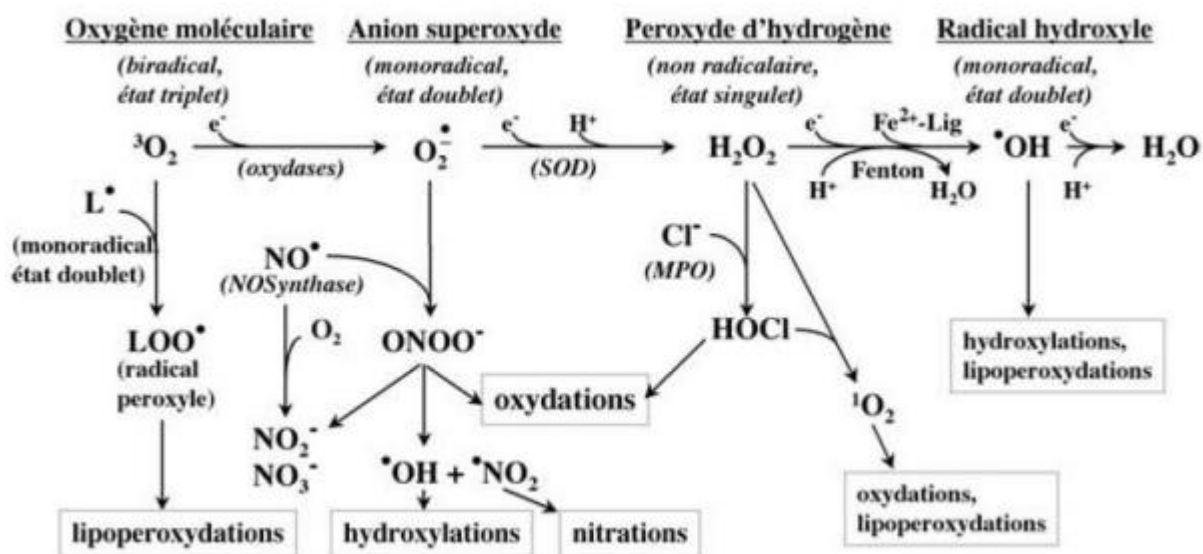 Oxygène moléculaire Anion superoxyde Peroxyde d'hydrogène Radical hydroxyle
(biradical, (monoradical, (non radicalaire, (monoradical,
état triplet) état doublet) état singulet) état doublet)
e- e- H+ e- Fe2+-Lig e-
³O₂ O₂•- H₂O₂ •OH H₂O
(oxydases) (SOD) H+ Fenton H₂O H+
L•
(monoradical,
état doublet)
NO•
(NOSynthase)
Cl-
(MPO)
LOO•
(radical
peroxyle)
O₂
ONOO-
HOCl
hydroxylations,
lipoperoxydations
oxydations
¹O₂
NO₂-
NO₃-
•OH + •NO₂
oxydations,
lipoperoxydations
lipoperoxydations hydroxylations nitrations